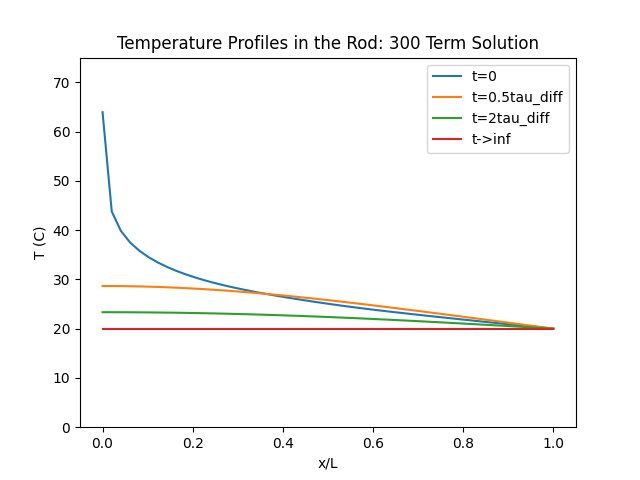 Temperature Profiles in the Rod: 300 Term Solution
t=0
t=0.5tau_diff
t=2tau_diff
t->inf
T (C)
70
60
50
40
30
20
10
0
0.0 0.2 0.4 0.6 0.8 1.0
x/L